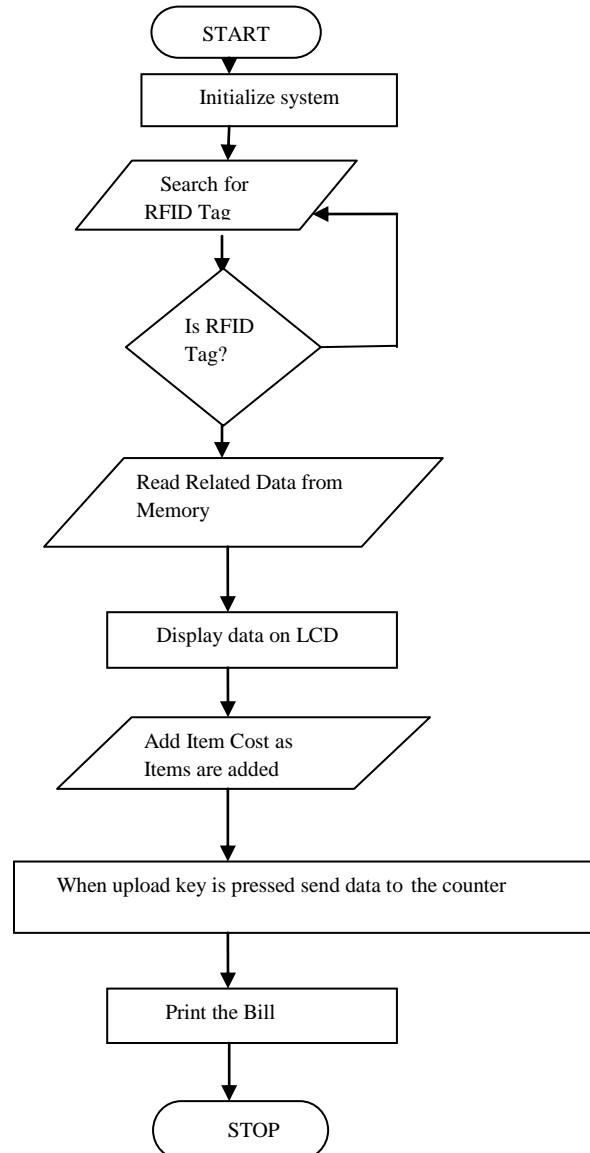 START
Initialize system
Search for
RFID Tag
Is RFID
Tag?
Read Related Data from
Memory
Display data on LCD
Add Item Cost as
Items are added
When upload key is pressed send data to the counter
Print the Bill
STOP